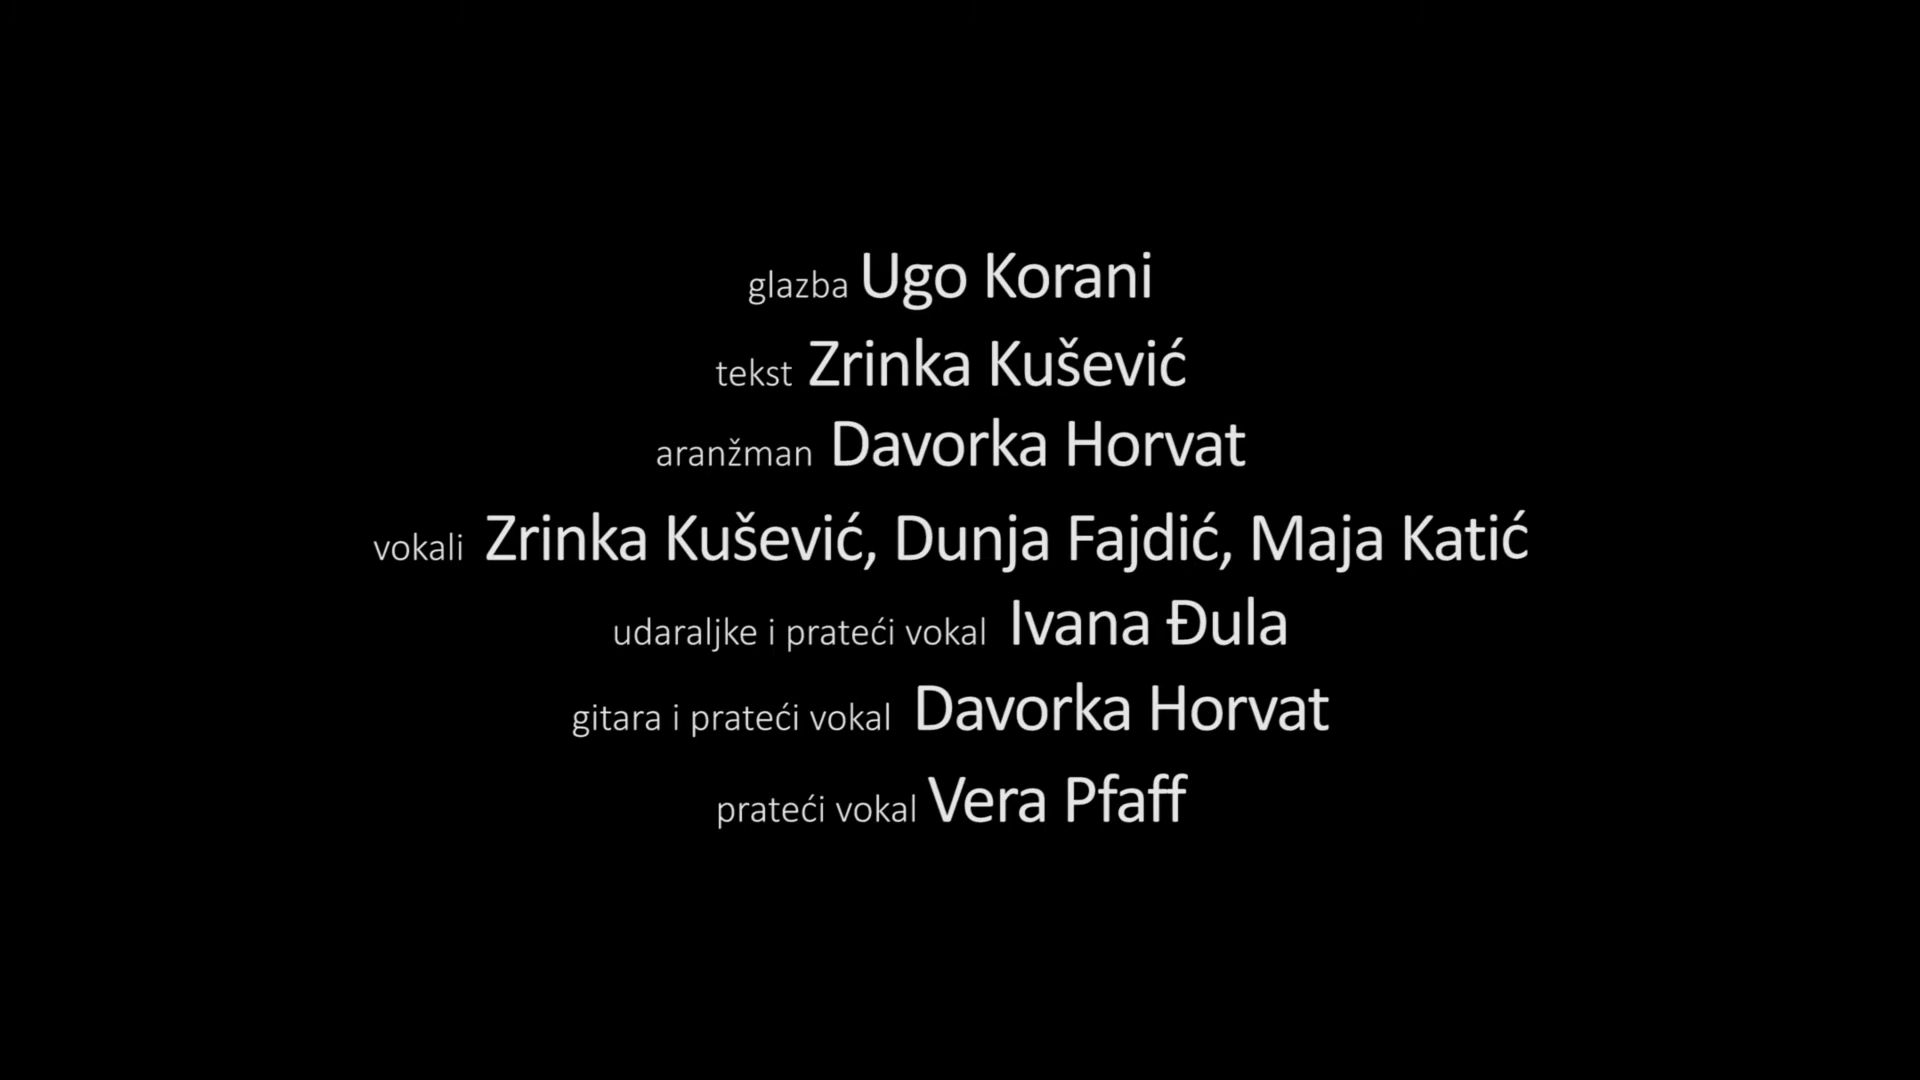 glazba Ugo Korani
tekst Zrinka Kušević
aranžman Davorka Horvat
vokali Zrinka Kušević, Dunja Fajdić, Maja Katić
udaraljke i prateći vokal Ivana Đula
gitara i prateći vokal Davorka Horvat
prateći vokal Vera Pfaff